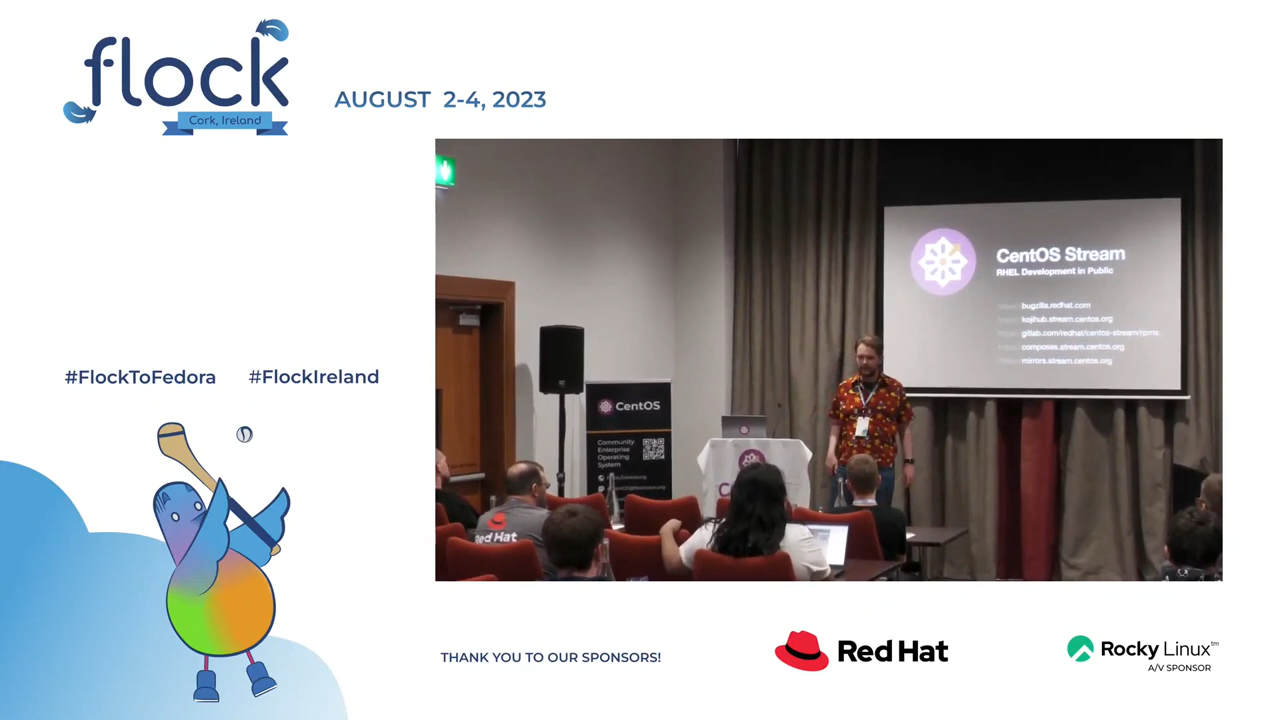 flock
Cork, Ireland
AUGUST 2-4, 2023
CentOS Stream
RHEL Development in Public
bugzilla.redhat.com
kojihub.stream.centos.org
gitlab.com/redhat/centos-stream/rpms
composes.stream.centos.org
mirrors.stream.centos.org
#FlockToFedora #FlockIreland
CentOS
Community
Enterprise
Operating
System
Red Hat
THANK YOU TO OUR SPONSORS!
Red Hat
Rocky Linux™
A/V SPONSOR